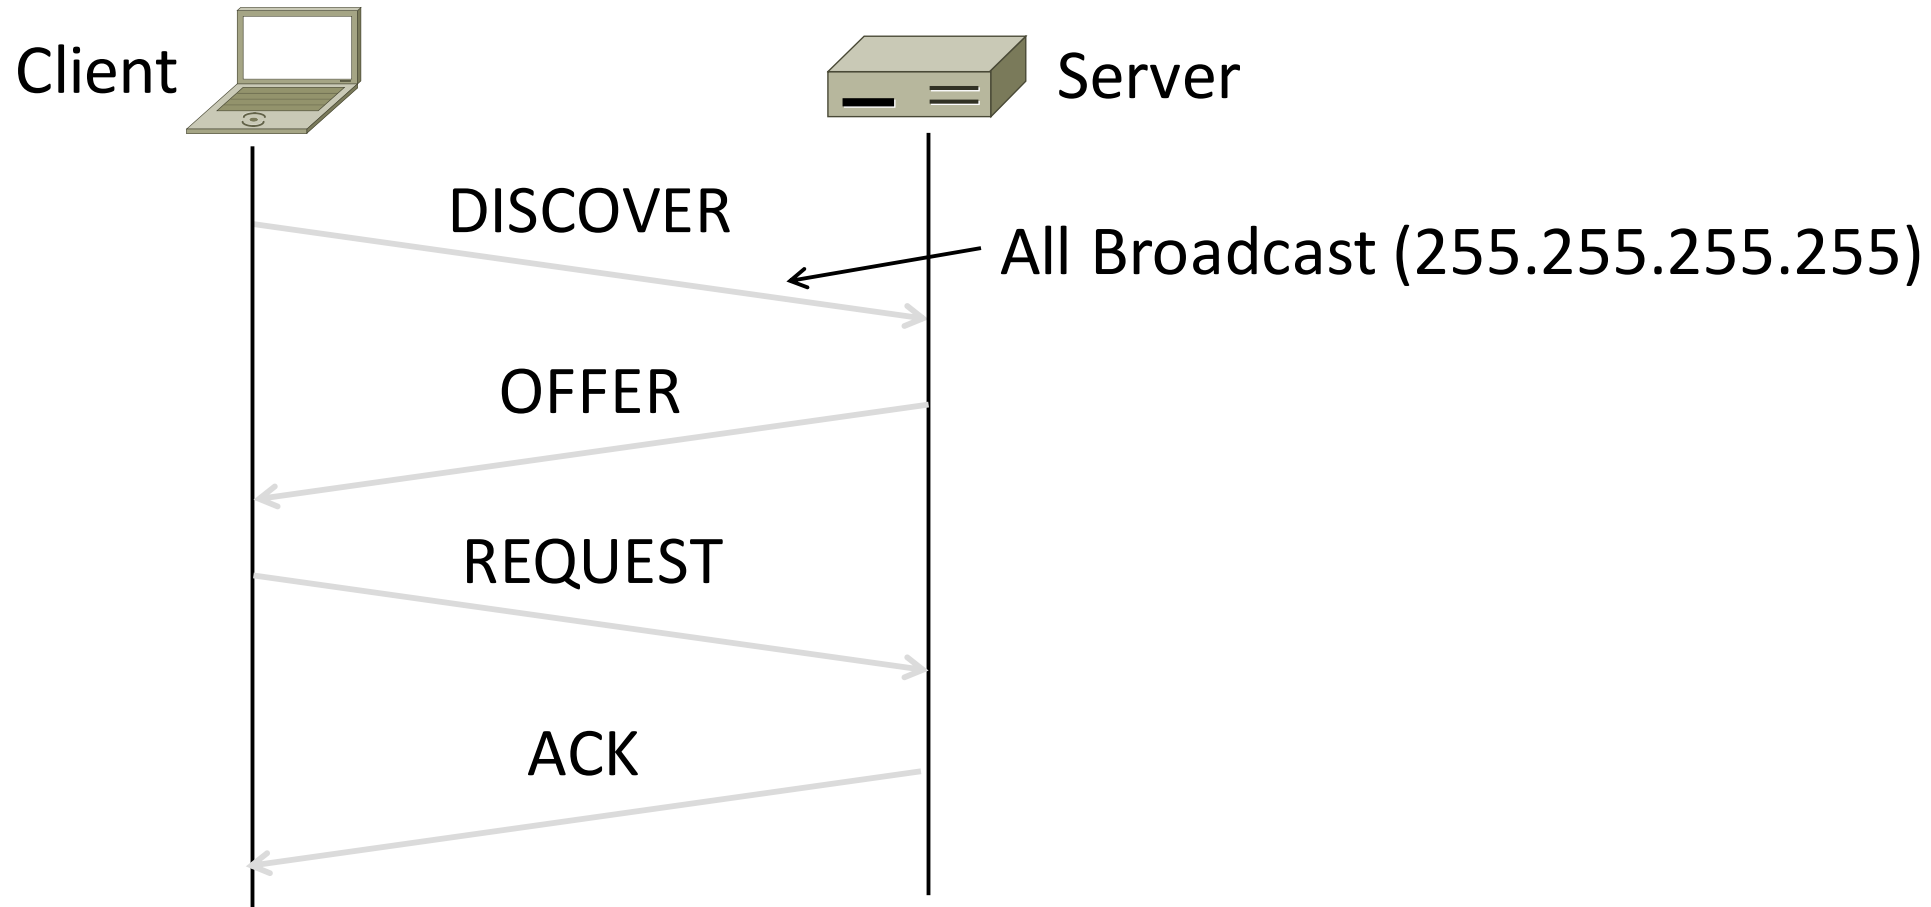 Client
Server
DISCOVER
All Broadcast (255.255.255.255)
OFFER
REQUEST
ACK